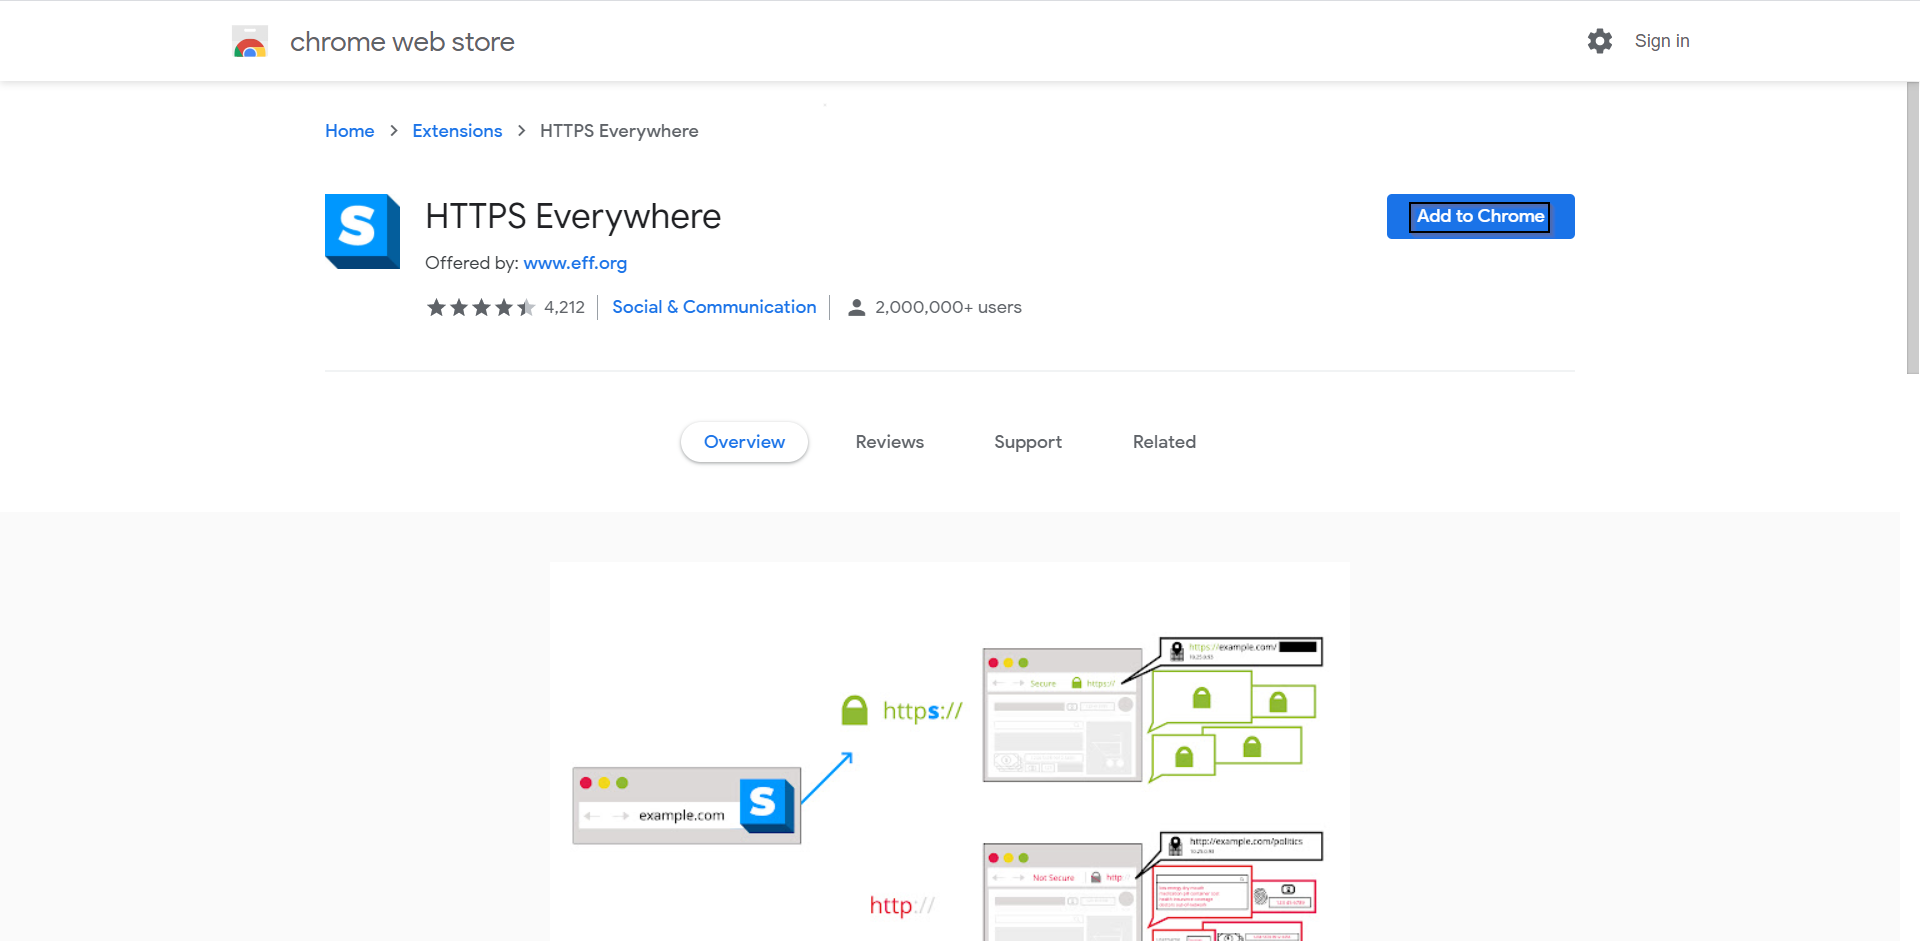 chrome web store
Sign in
Home > Extensions > HTTPS Everywhere
S
HTTPS Everywhere
Add to Chrome
Offered by: www.eff.org
4,212
Social & Communication
2,000,000+ users
Overview
Reviews
Support
Related
https://example.com/
Secure
https://
https://
example.com
S
http://example.com/politics
Not Secure
http
http://